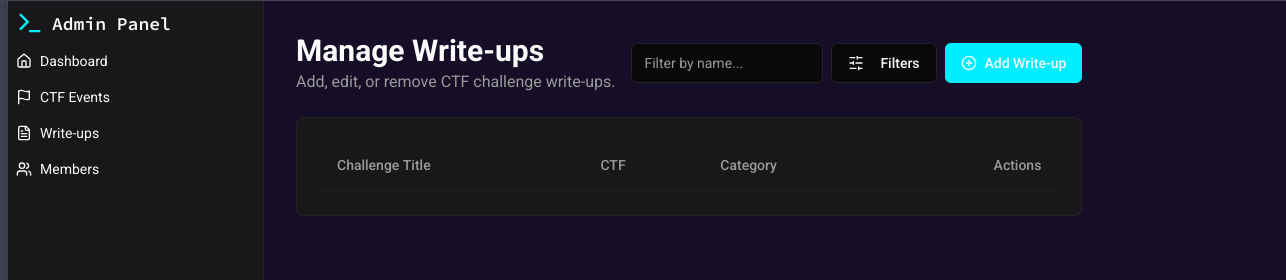 Admin Panel
Dashboard
CTF Events
Write-ups
Members
Manage Write-ups
Add, edit, or remove CTF challenge write-ups.
Filter by name...
Filters
Add Write-up
Challenge Title CTF Category Actions